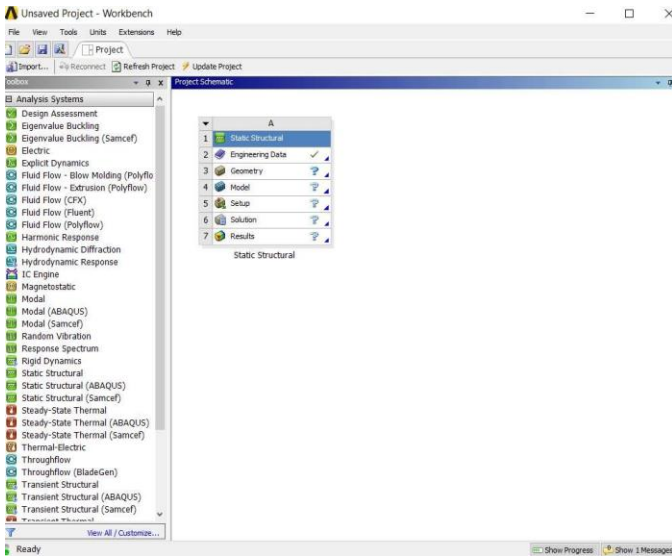 Unsaved Project - Workbench
File View Tools Units Extensions Help
Project
Import... Reconnect Refresh Project Update Project
oolbox
Project Schematic
Analysis Systems
Design Assessment
Eigenvalue Buckling
Eigenvalue Buckling (Samcef)
Electric
Explicit Dynamics
Fluid Flow - Blow Molding (Polyflo
Fluid Flow - Extrusion (Polyflow)
Fluid Flow (CFX)
Fluid Flow (Fluent)
Fluid Flow (Polyflow)
Harmonic Response
Hydrodynamic Diffraction
Hydrodynamic Response
IC Engine
Magnetostatic
Modal
Modal (ABAQUS)
Modal (Samcef)
Random Vibration
Response Spectrum
Rigid Dynamics
Static Structural
Static Structural (ABAQUS)
Static Structural (Samcef)
Steady-State Thermal
Steady-State Thermal (ABAQUS)
Steady-State Thermal (Samcef)
Thermal-Electric
Throughflow
Throughflow (BladeGen)
Transient Structural
Transient Structural (ABAQUS)
Transient Structural (Samcef)
Transient Thermal
View All / Customize...
A
1 Static Structural
2 Engineering Data
3 Geometry ?
4 Model ?
5 Setup ?
6 Solution ?
7 Results ?
Static Structural
Ready
Show Progress Show 1 Messages